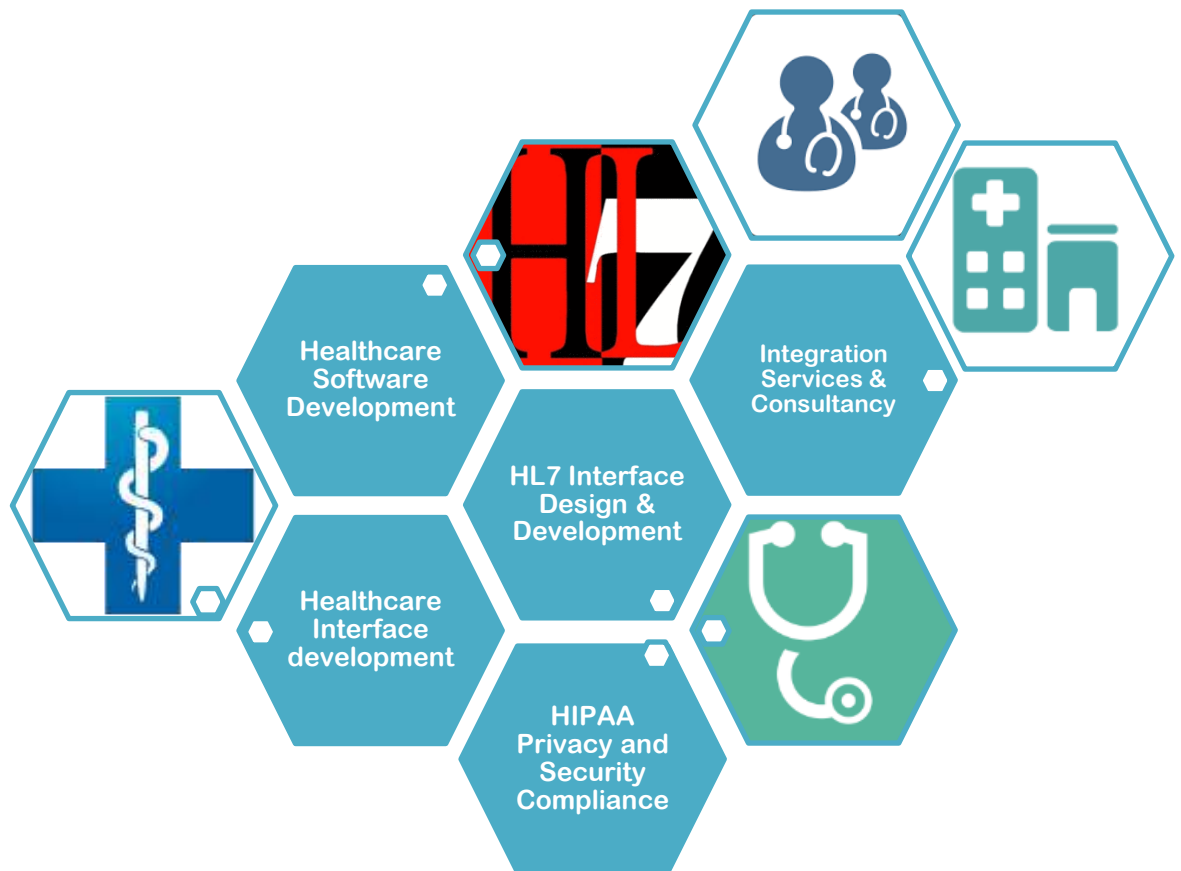 HL7
Healthcare
Software
Development
Integration
Services &
Consultancy
HL7 Interface
Design &
Development
Healthcare
Interface
development
HIPAA
Privacy and
Security
Compliance